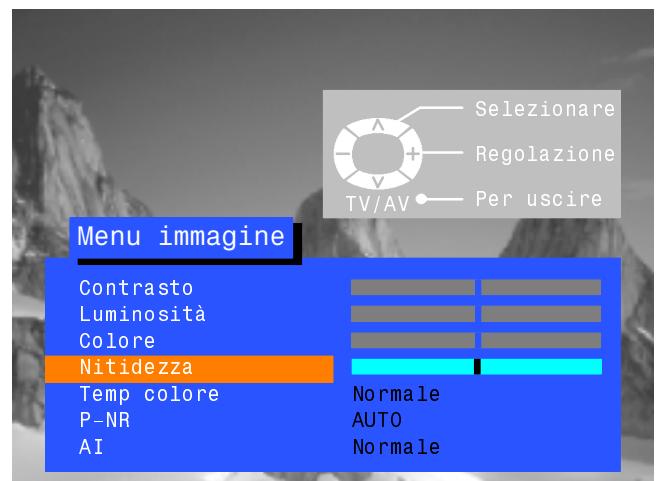 Selezionare
Regolazione
TV/AV Per uscire
Menu immagine
Contrasto
Luminosità
Colore
Nitidezza
Temp colore Normale
P-NR AUTO
AI Normale